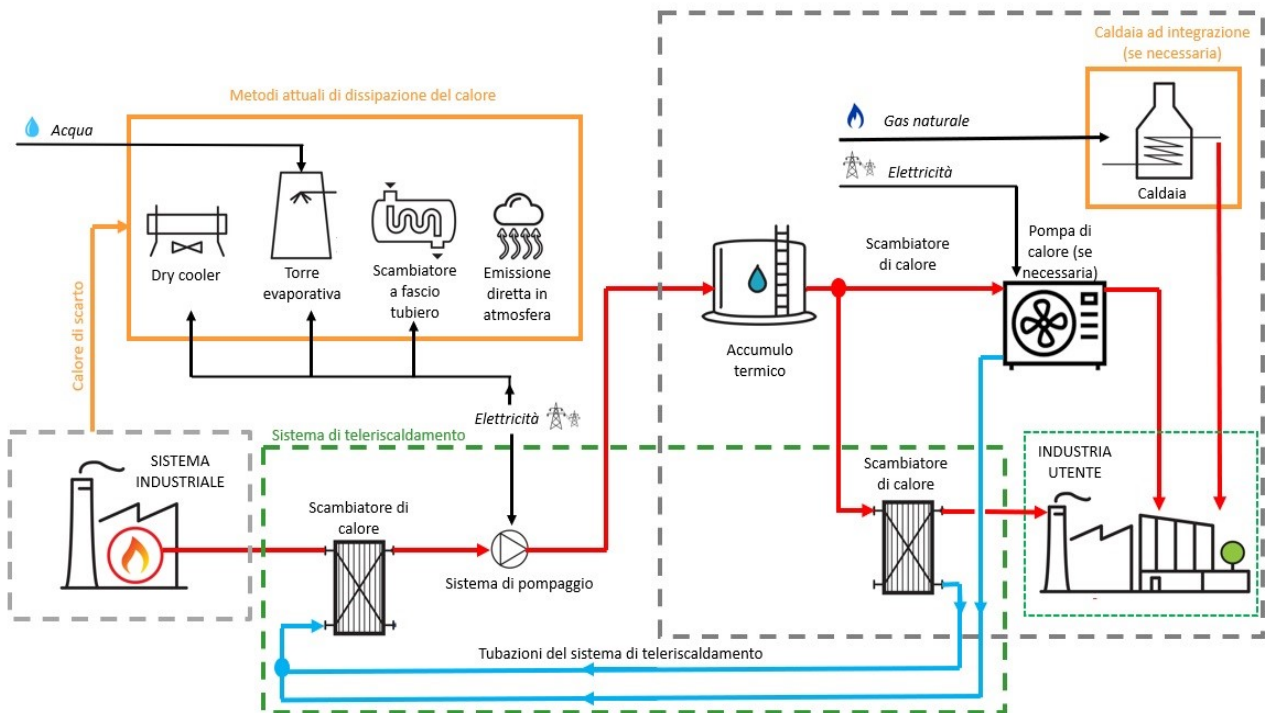 Caldaia ad integrazione
(se necessaria)
Metodi attuali di dissipazione del calore
Acqua
Gas naturale
Elettricità
Caldaia
Dry cooler
Torre
evaporativa
Scambiatore
a fascio
tubiero
Emissione
diretta in
atmosfera
Scambiatore
di calore
Pompa di
calore (se
necessaria)
Calore di scarto
Accumulo
termico
Elettricità
Sistema di teleriscaldamento
SISTEMA
INDUSTRIALE
Scambiatore di
calore
Sistema di pompaggio
Scambiatore
di calore
INDUSTRIA
UTENTE
Tubazioni del sistema di teleriscaldamento